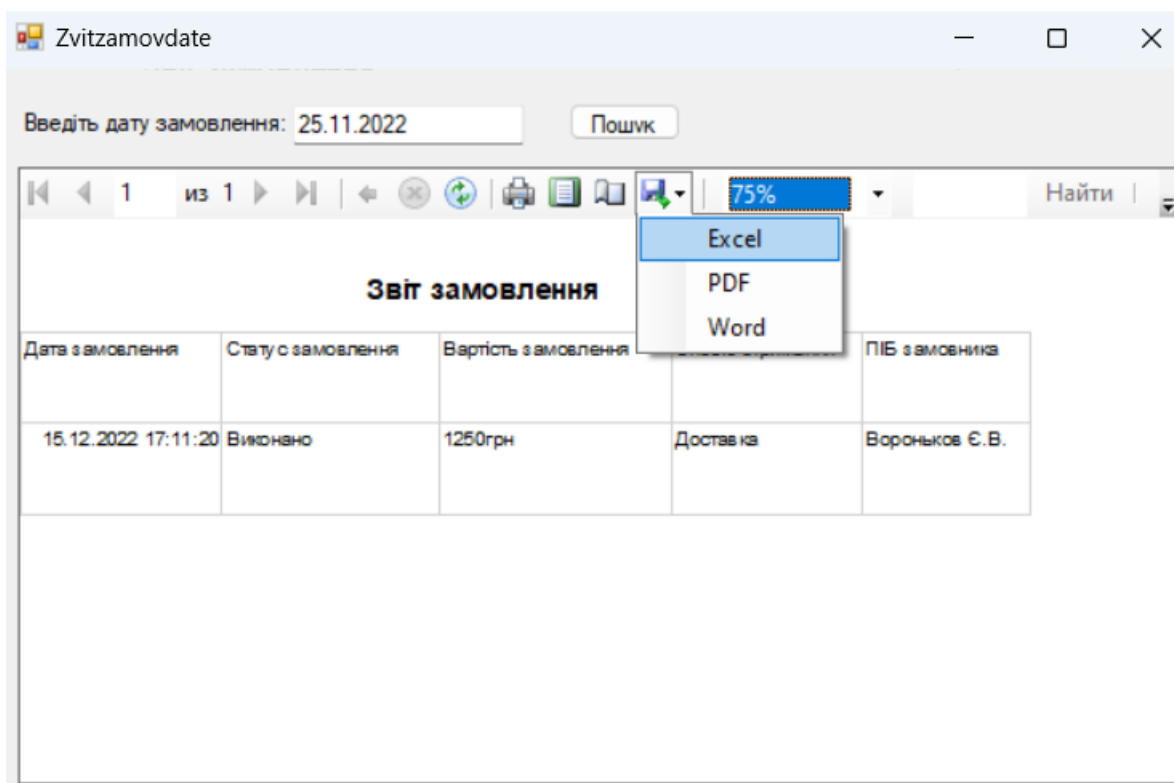 Zvitzamovdate
Введіть дату замовлення: 25.11.2022 Пошук
1 из 1 75% Найти
Excel
PDF
Word
Звіт замовлення
Дата замовлення Статус замовлення Вартість замовлення ПІБ замовника
15.12.2022 17:11:20 Виконано 1250грн Доставка Вороньков Є.В.